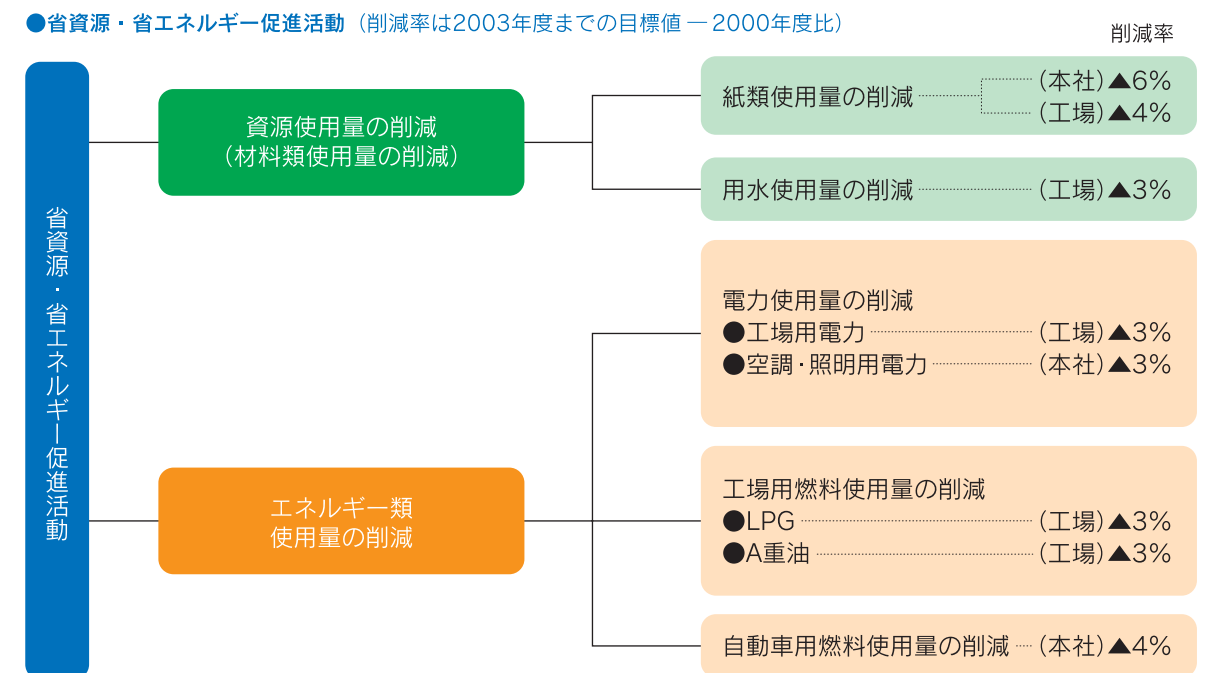 ●省資源・省エネルギー促進活動（削減率は2003年度までの目標値 ― 2000年度比）
削減率
省資源・省エネルギー促進活動
資源使用量の削減
（材料類使用量の削減）
紙類使用量の削減 (本社)▲6%
(工場)▲4%
用水使用量の削減 (工場)▲3%
エネルギー類
使用量の削減
電力使用量の削減
●工場用電力 (工場)▲3%
●空調・照明用電力 (本社)▲3%
工場用燃料使用量の削減
●LPG (工場)▲3%
●A重油 (工場)▲3%
自動車用燃料使用量の削減 (本社)▲4%